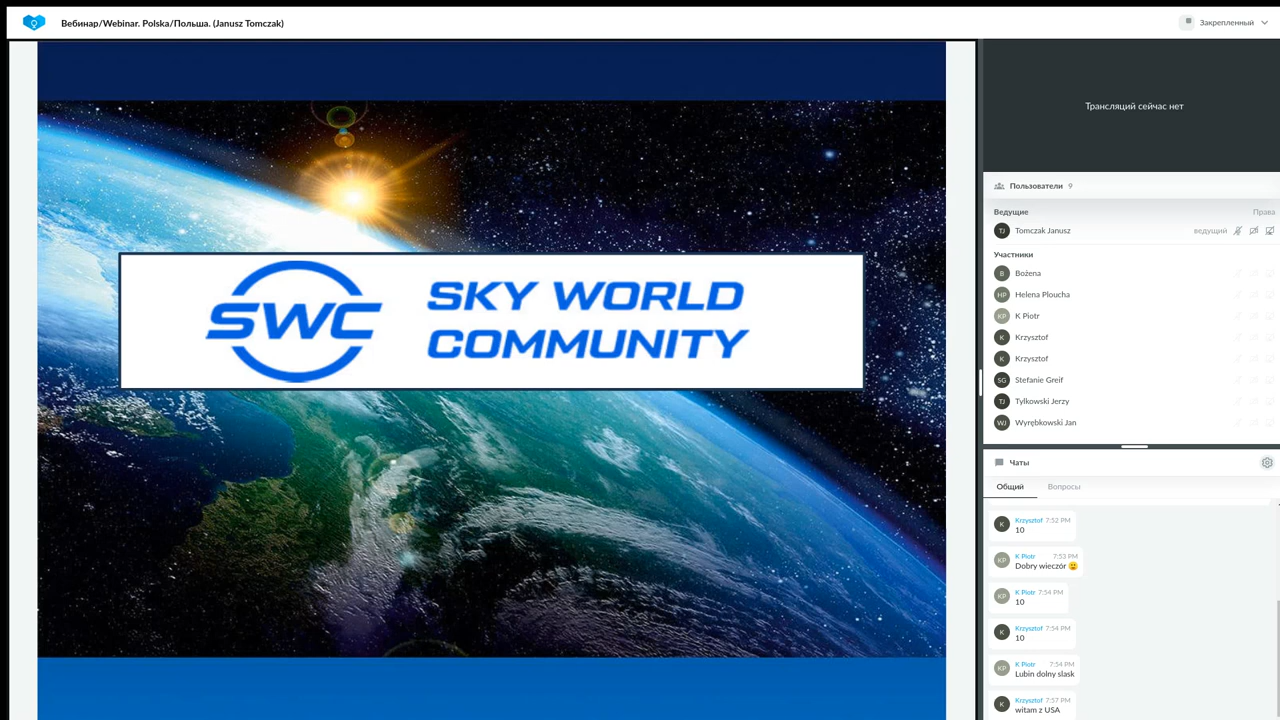 Вебинар/Webinar. Polska/Польша. (Janusz Tomczak)
Закрепленный
SWC
SKY WORLD
COMMUNITY
Трансляций сейчас нет
Пользователи 9
Ведущие Права
TJ Tomczak Janusz ведущий
Участники
B Bożena
HP Helena Ploucha
KP K Piotr
K Krzysztof
K Krzysztof
SG Stefanie Greif
TJ Tylkowski Jerzy
WJ Wyrębkowski Jan
Чаты
Общий Вопросы
K Krzysztof 7:52 PM
10
KP K Piotr 7:53 PM
Dobry wieczór 🙂
KP K Piotr 7:54 PM
10
K Krzysztof 7:54 PM
10
KP K Piotr 7:54 PM
Lubin dolny slask
K Krzysztof 7:57 PM
witam z USA